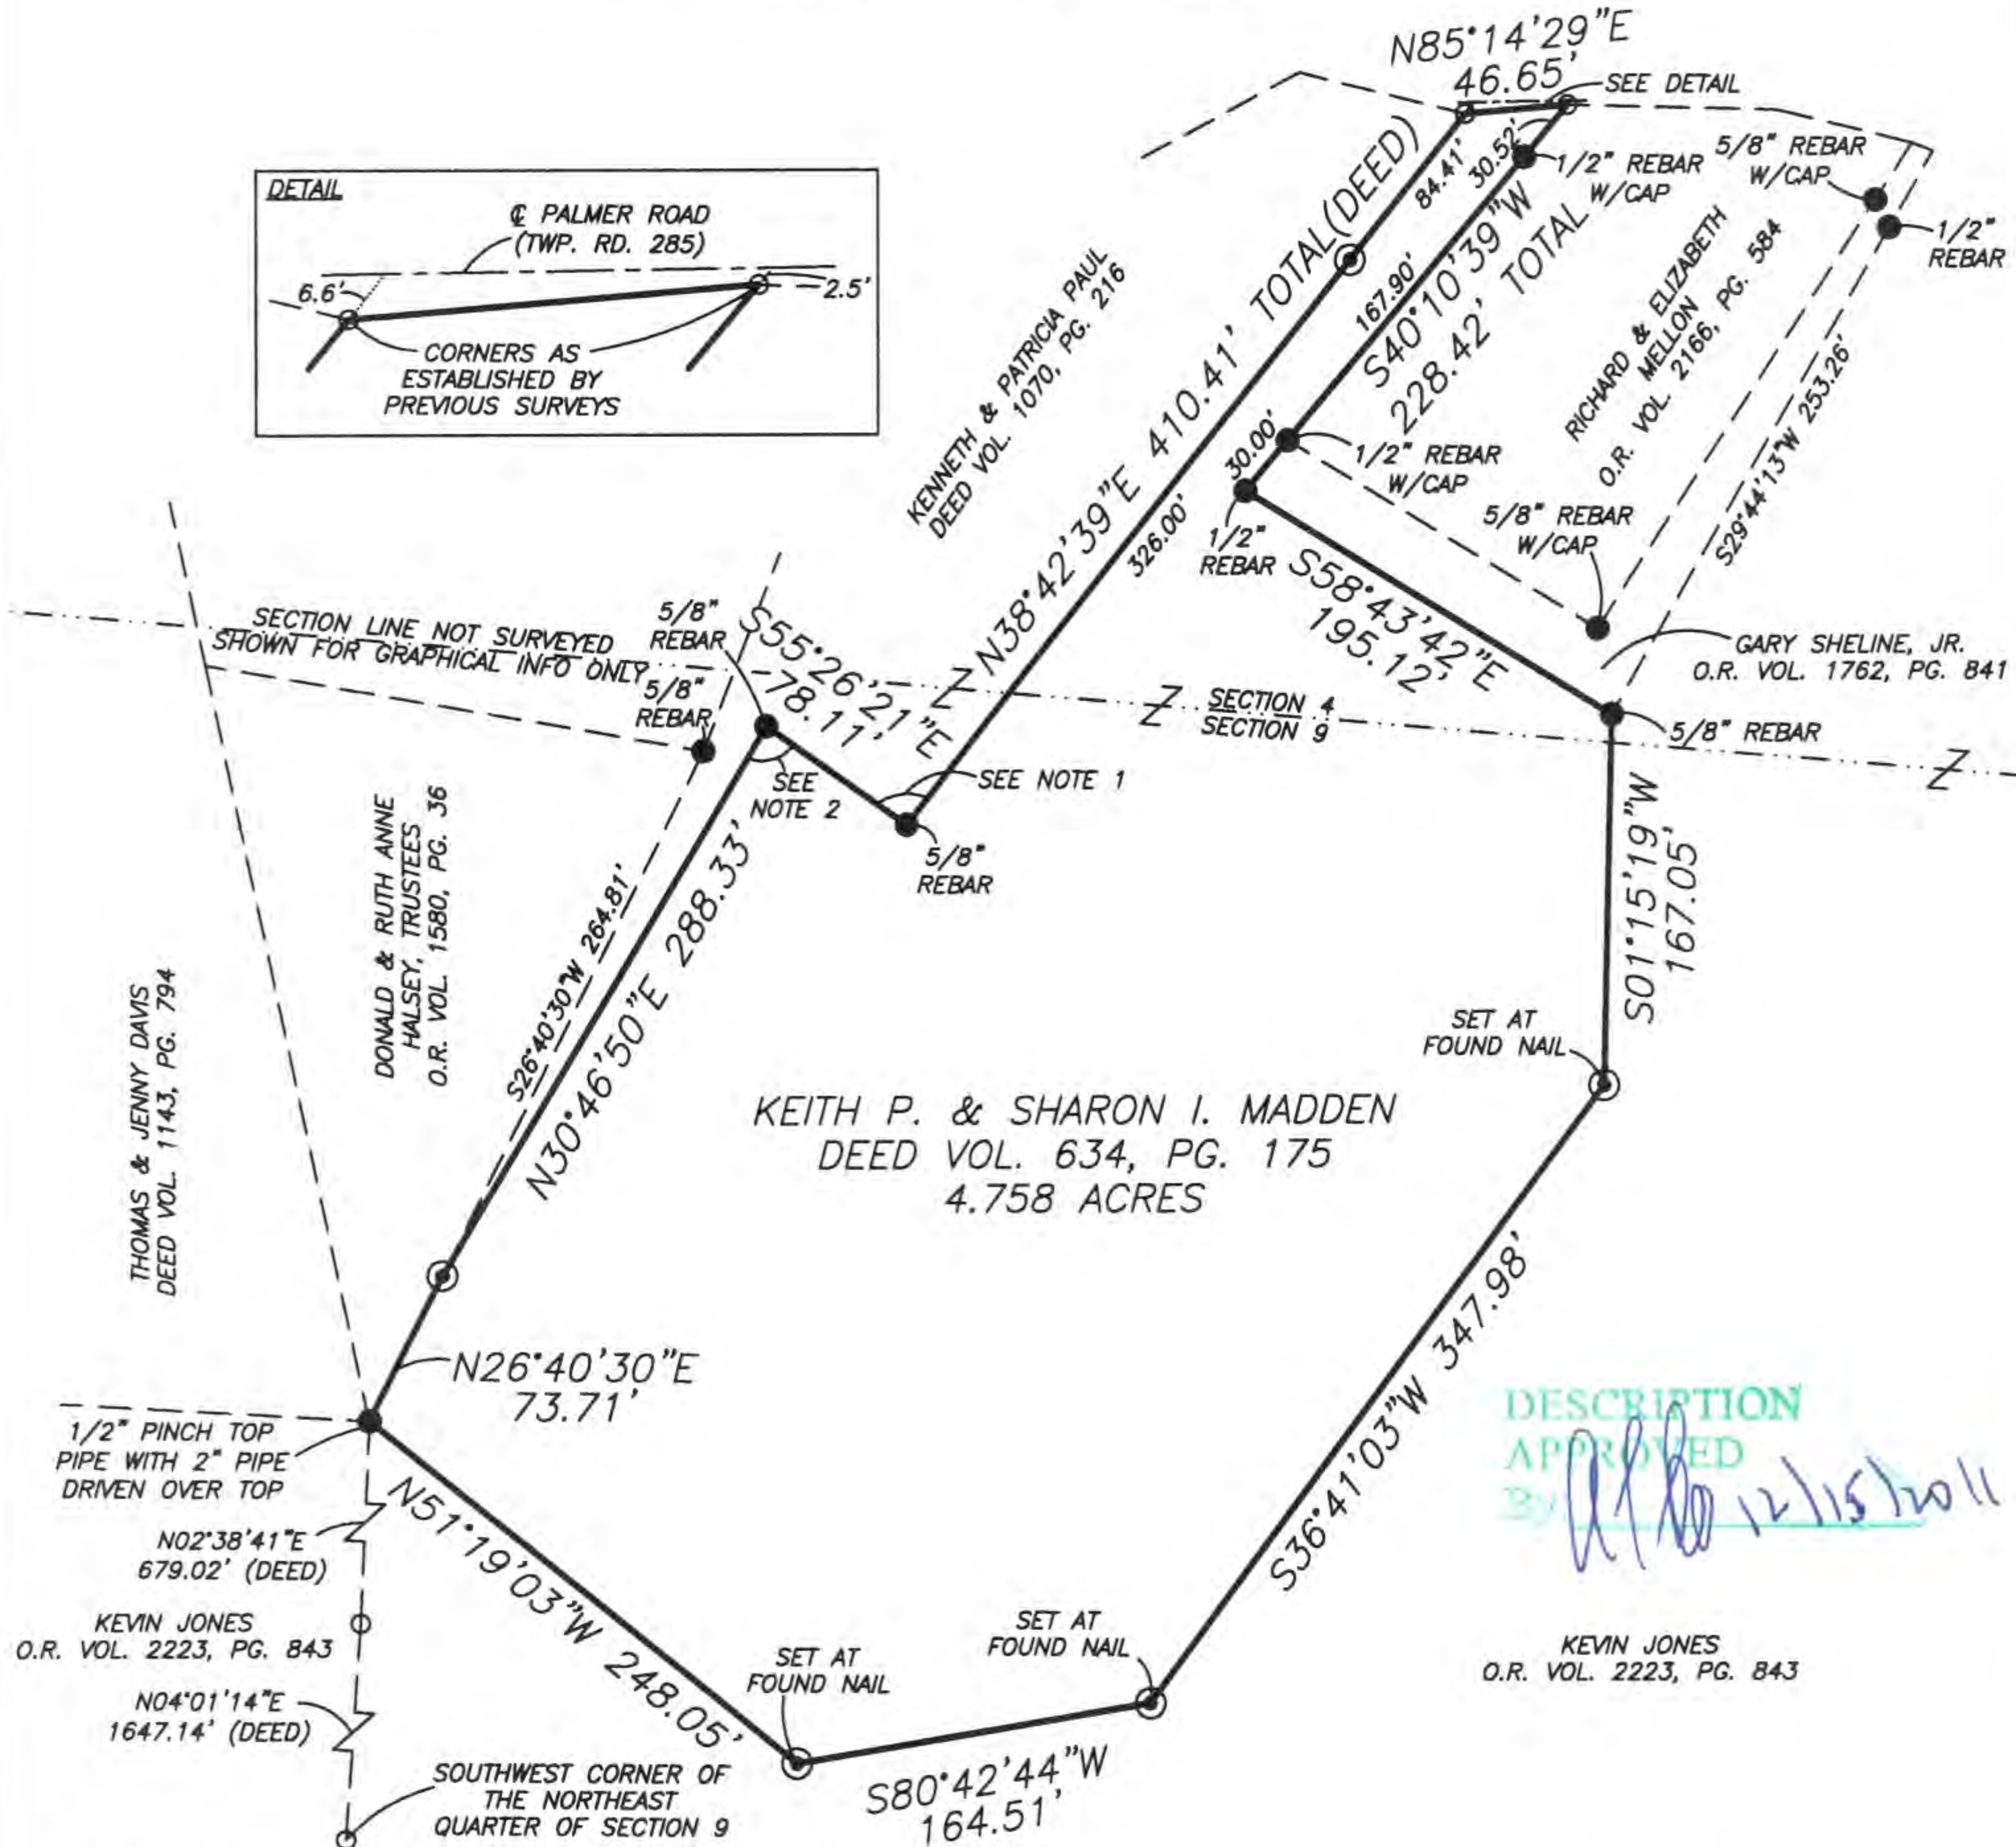 N85°14'29"E
46.65'
SEE DETAIL
84.41'
30.52'
1/2" REBAR
W/CAP
5/8" REBAR
W/CAP
1/2"
REBAR
DETAIL
℄ PALMER ROAD
(TWP. RD. 285)
6.6'
2.5'
CORNERS AS
ESTABLISHED BY
PREVIOUS SURVEYS
KENNETH & PATRICIA PAUL
DEED VOL. 1070, PG. 216
N38°42'39"E 410.41' TOTAL(DEED)
326.00'
167.90'
S40°10'39"W
228.42' TOTAL
30.00'
1/2" REBAR
W/CAP
1/2"
REBAR
RICHARD & ELIZABETH
MELLON
O.R. VOL. 2166, PG. 584
S29°44'13"W 253.26'
5/8" REBAR
W/CAP
S58°43'42"E
195.12'
GARY SHELINE, JR.
O.R. VOL. 1762, PG. 841
SECTION LINE NOT SURVEYED
SHOWN FOR GRAPHICAL INFO ONLY
5/8"
REBAR
5/8"
REBAR
S55°26'21"E
78.11'
SECTION 4
SECTION 9
5/8" REBAR
SEE
NOTE 2
SEE NOTE 1
5/8"
REBAR
S01°15'19"W
167.05'
THOMAS & JENNY DAVIS
DEED VOL. 1143, PG. 794
DONALD & RUTH ANNE
HALSEY, TRUSTEES
O.R. VOL. 1580, PG. 36
S26°40'30"W 264.81'
N30°46'50"E 288.33'
SET AT
FOUND NAIL
KEITH P. & SHARON I. MADDEN
DEED VOL. 634, PG. 175
4.758 ACRES
N26°40'30"E
73.71'
S36°41'03"W 347.98'
DESCRIPTION
APPROVED
By
12/15/2011
1/2" PINCH TOP
PIPE WITH 2" PIPE
DRIVEN OVER TOP
N02°38'41"E
679.02' (DEED)
N51°19'03"W 248.05'
KEVIN JONES
O.R. VOL. 2223, PG. 843
N04°01'14"E
1647.14' (DEED)
SET AT
FOUND NAIL
SET AT
FOUND NAIL
KEVIN JONES
O.R. VOL. 2223, PG. 843
S80°42'44"W
164.51'
SOUTHWEST CORNER OF
THE NORTHEAST
QUARTER OF SECTION 9